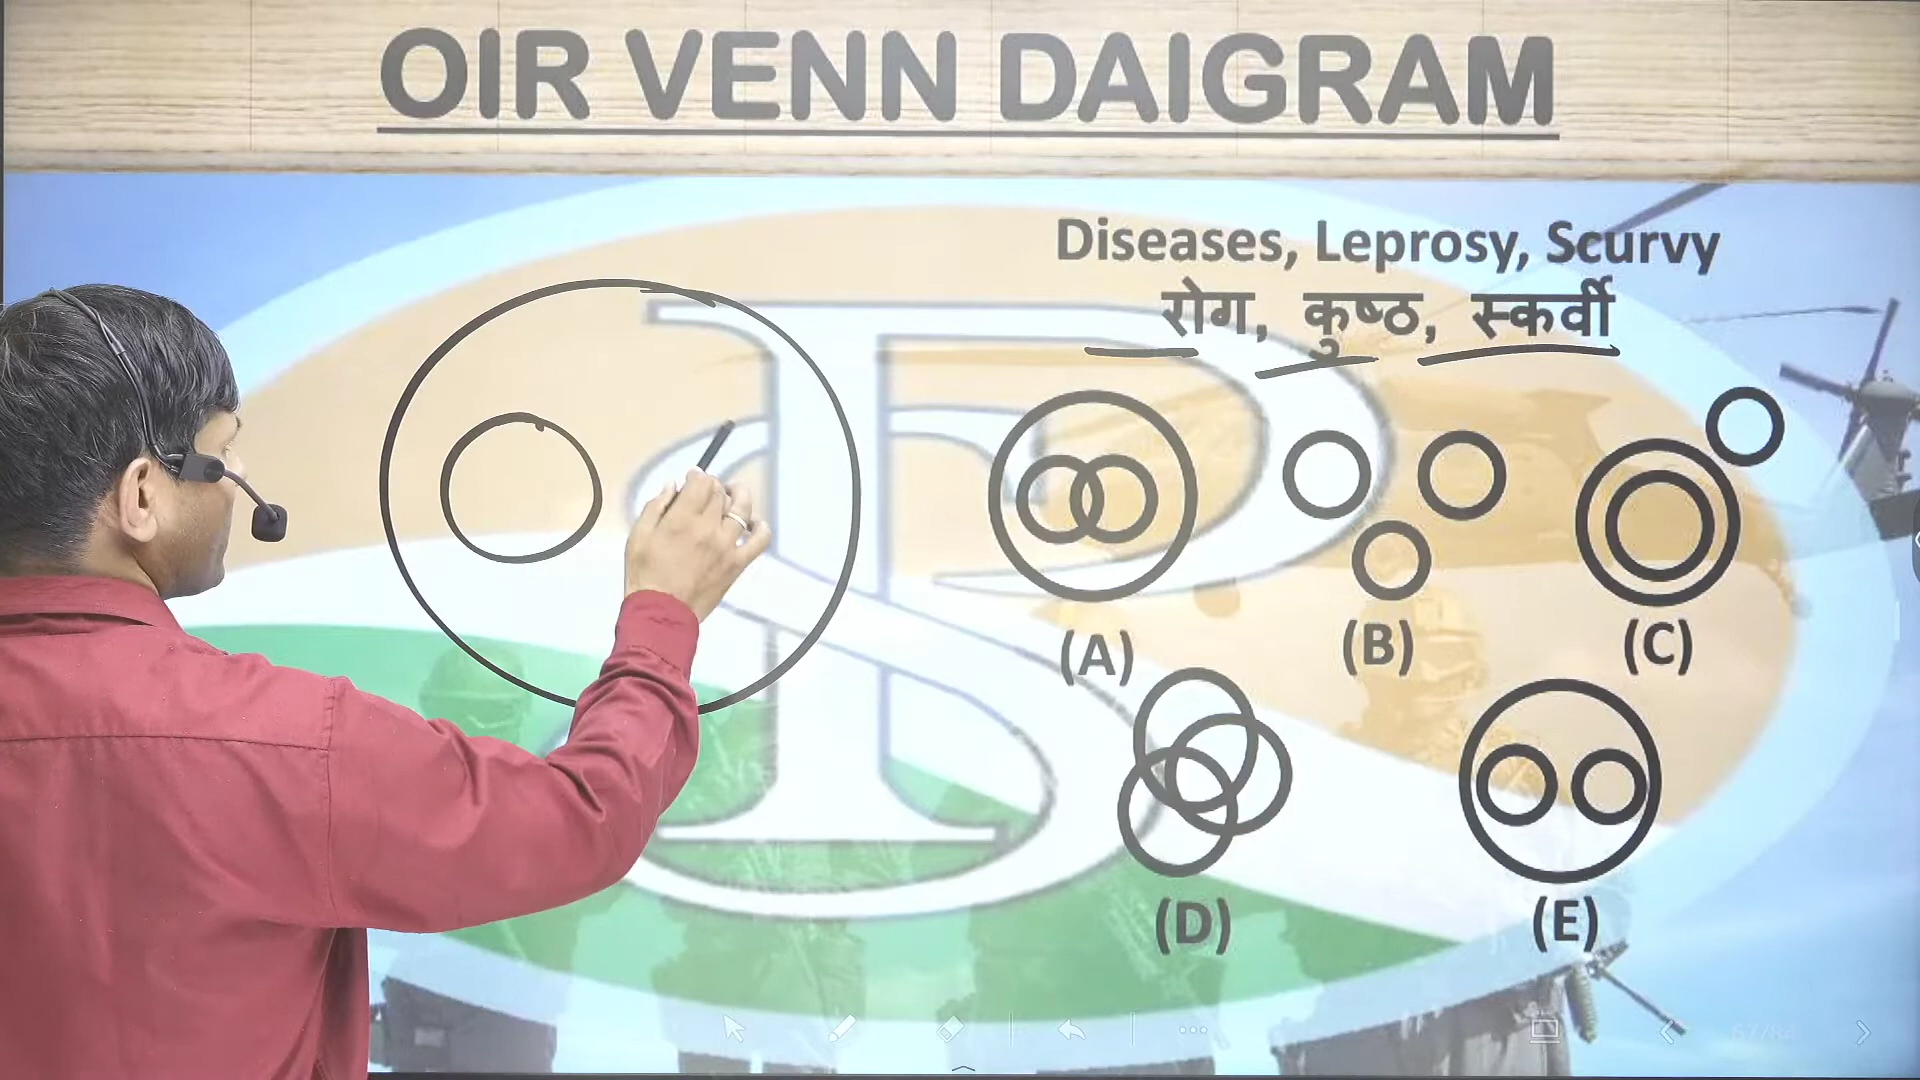 OIR VENN DAIGRAM
Diseases, Leprosy, Scurvy
रोग, कुष्ठ, स्कर्वी
(A)
(B)
(C)
(D)
(E)